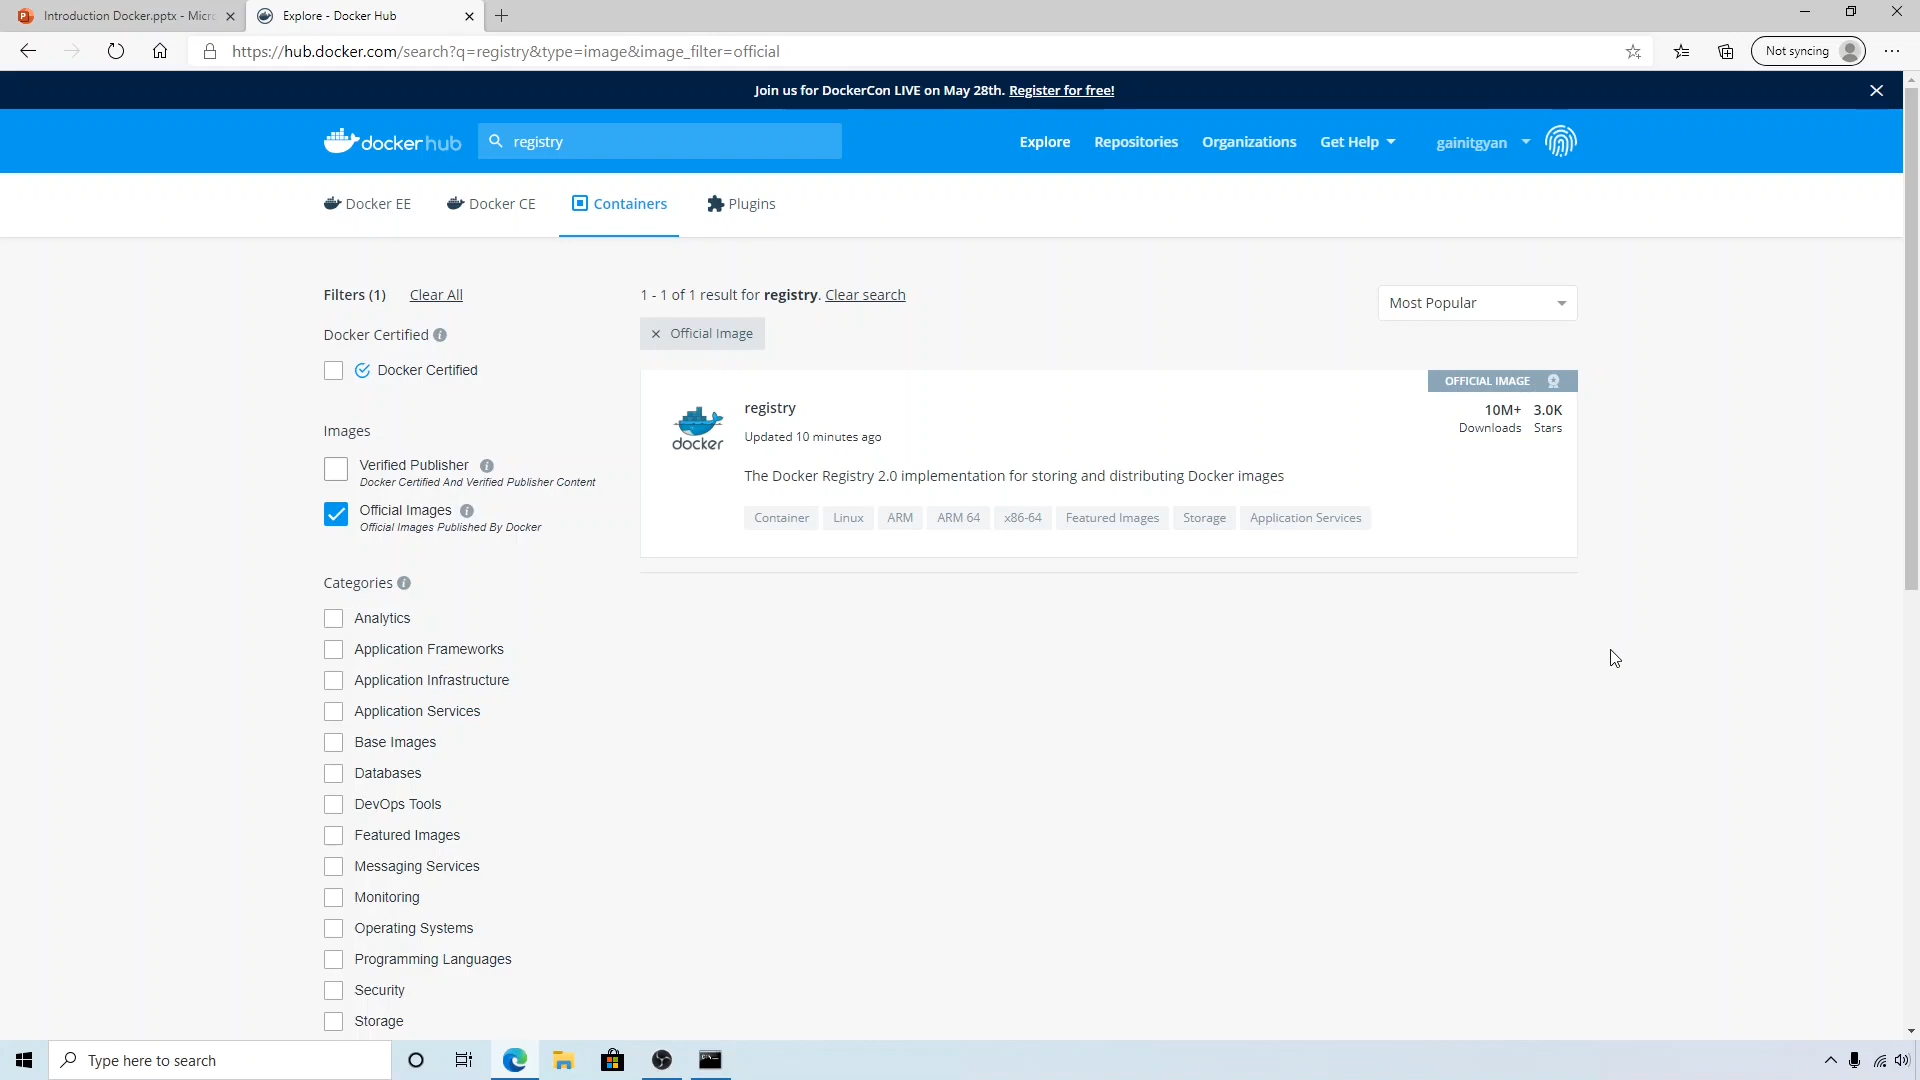 Introduction Docker.pptx - Micr
Explore - Docker Hub
https://hub.docker.com/search?q=registry&type=image&image_filter=official
Not syncing
Join us for DockerCon LIVE on May 28th. Register for free!
docker hub
registry
Explore
Repositories
Organizations
Get Help
gainitgyan
Docker EE
Docker CE
Containers
Plugins
Filters (1)
Clear All
1 - 1 of 1 result for registry. Clear search
Most Popular
Official Image
Docker Certified
Docker Certified
Images
Verified Publisher
Docker Certified And Verified Publisher Content
Official Images
Official Images Published By Docker
OFFICIAL IMAGE
docker
registry
Updated 10 minutes ago
10M+
Downloads
3.0K
Stars
The Docker Registry 2.0 implementation for storing and distributing Docker images
Container
Linux
ARM
ARM 64
x86-64
Featured Images
Storage
Application Services
Categories
Analytics
Application Frameworks
Application Infrastructure
Application Services
Base Images
Databases
DevOps Tools
Featured Images
Messaging Services
Monitoring
Operating Systems
Programming Languages
Security
Storage
Type here to search